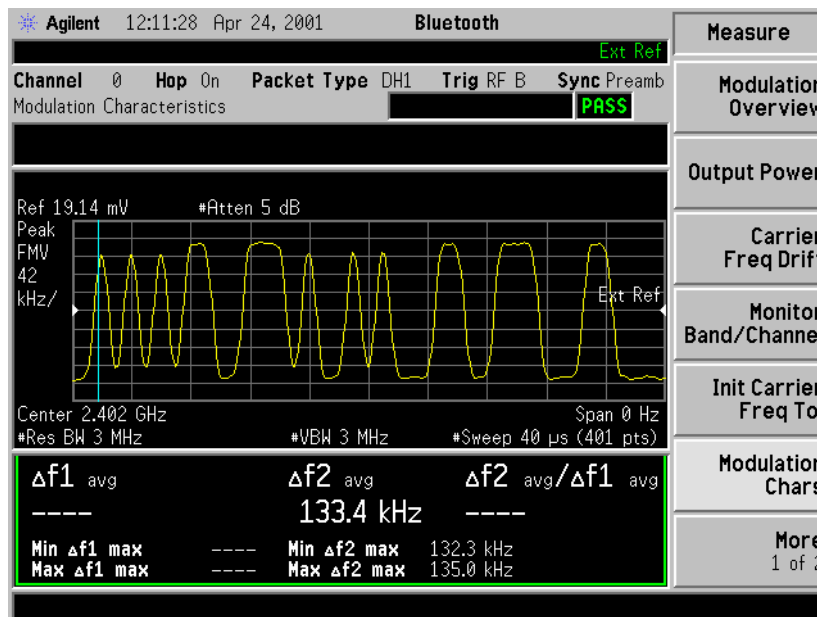 Agilent 12:11:28 Apr 24, 2001 Bluetooth
Measure
Ext Ref
Channel 0 Hop On Packet Type DH1 Trig RF B Sync Preamb
Modulation Characteristics PASS
Ref 19.14 mV #Atten 5 dB
Peak
FMV
42
kHz/
Ext Ref
Center 2.402 GHz Span 0 Hz
#Res BW 3 MHz #VBW 3 MHz #Sweep 40 µs (401 pts)
Δf1 avg Δf2 avg Δf2 avg/Δf1 avg
---- 133.4 kHz ----
Min Δf1 max ---- Min Δf2 max 132.3 kHz
Max Δf1 max ---- Max Δf2 max 135.0 kHz
Modulation
Overview
Output Power
Carrier
Freq Drift
Monitor
Band/Channe
Init Carrier
Freq To
Modulation
Chars
More
1 of 2